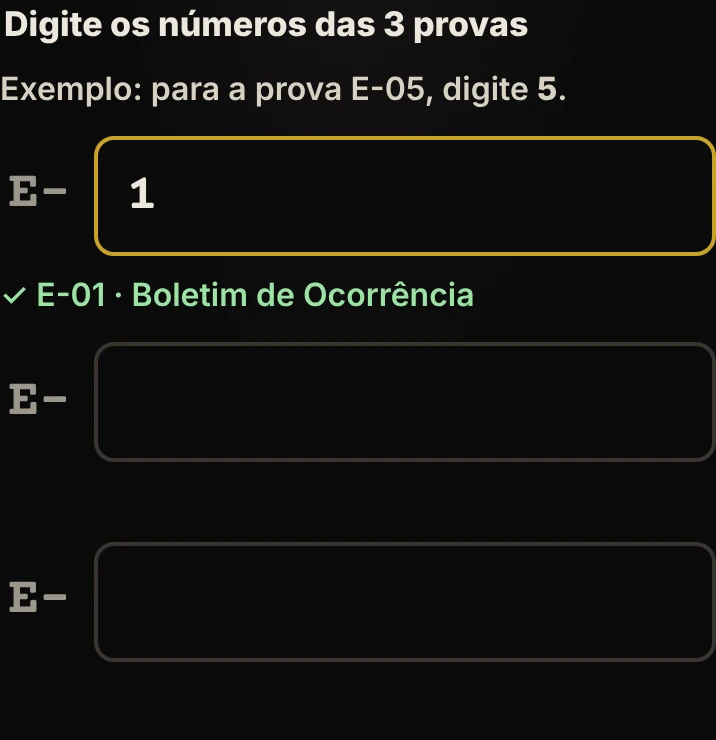 Digite os números das 3 provas
Exemplo: para a prova E-05, digite 5.
E- 1
✓ E-01 · Boletim de Ocorrência
E-
E-